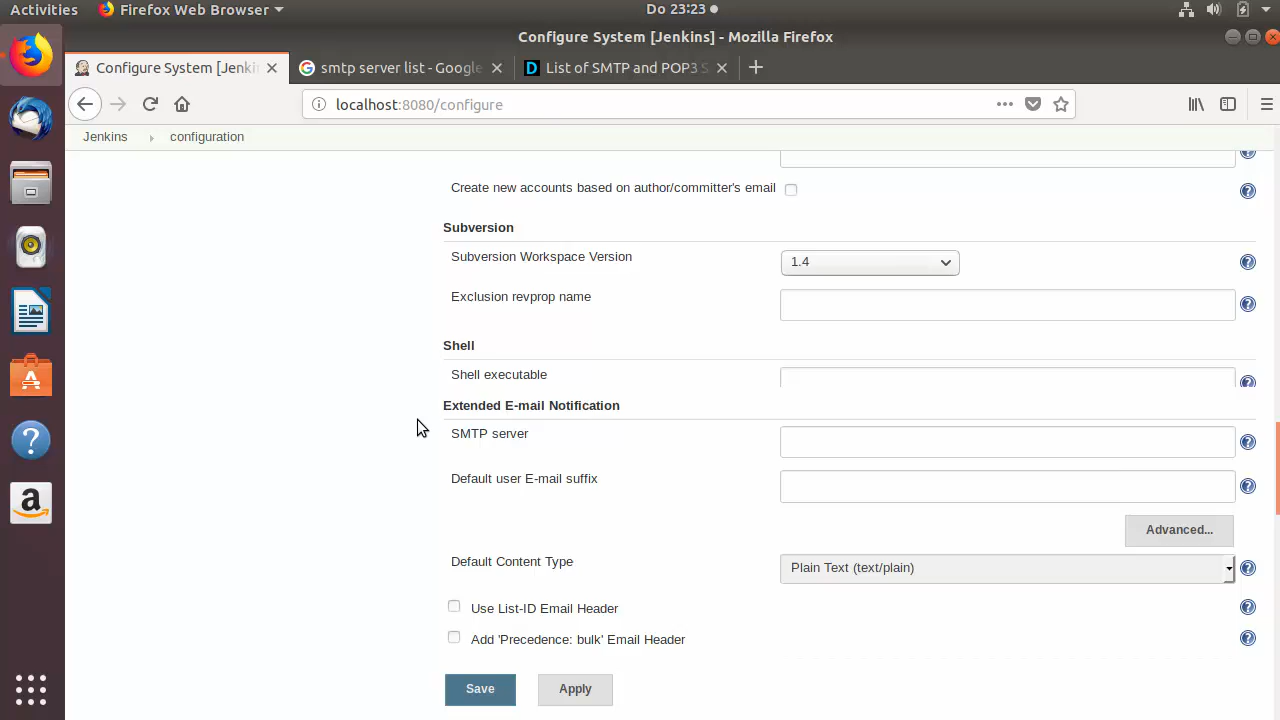 Activities Firefox Web Browser Do 23:23
Configure System [Jenkins] - Mozilla Firefox
Configure System [Jenki smtp server list - Google List of SMTP and POP3 S
localhost:8080/configure
Jenkins configuration
Create new accounts based on author/committer's email
Subversion
Subversion Workspace Version 1.4
Exclusion revprop name
Shell
Shell executable
Extended E-mail Notification
SMTP server
Default user E-mail suffix
Advanced...
Default Content Type Plain Text (text/plain)
Use List-ID Email Header
Add 'Precedence: bulk' Email Header
Save Apply